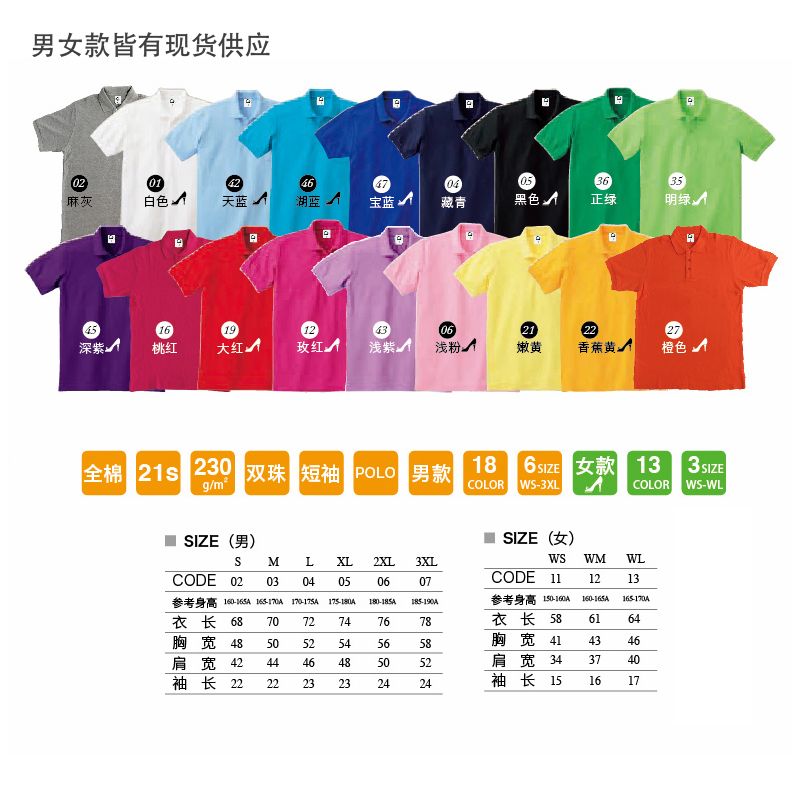 男女款皆有现货供应
02 01 42 46 47 04 05 36 35
麻灰 白色 天蓝 湖蓝 宝蓝 藏青 黑色 正绿 明绿
45 16 19 12 43 06 21 22 27
深紫 桃红 大红 玫红 浅紫 浅粉 嫩黄 香蕉黄 橙色
全棉 21s 230 g/m² 双珠 短袖 POLO 男款 18 COLOR 6 SIZE WS-3XL 女款 13 COLOR 3 SIZE WS-WL
SIZE（男）
S M L XL 2XL 3XL
CODE 02 03 04 05 06 07
参考身高 160-165A 165-170A 170-175A 175-180A 180-185A 185-190A
衣 长 68 70 72 74 76 78
胸 宽 48 50 52 54 56 58
肩 宽 42 44 46 48 50 52
袖 长 22 22 23 23 24 24
SIZE（女）
WS WM WL
CODE 11 12 13
参考身高 150-160A 160-165A 165-170A
衣 长 58 61 64
胸 宽 41 43 46
肩 宽 34 37 40
袖 长 15 16 17